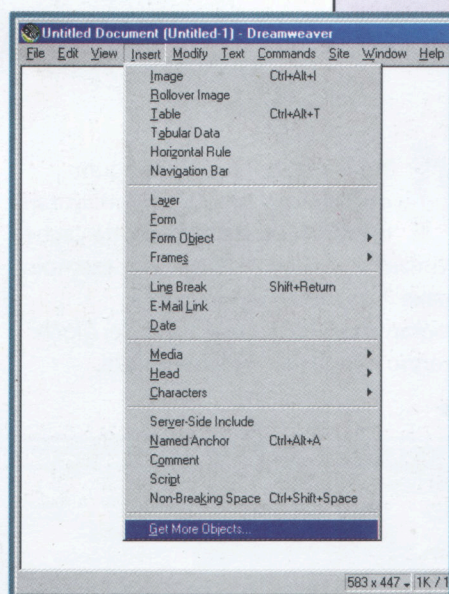 Untitled Document (Untitled-1) - Dreamweaver
File Edit View Insert Modify Text Commands Site Window Help
Image Ctrl+Alt+I
Rollover Image
Table Ctrl+Alt+T
Tabular Data
Horizontal Rule
Navigation Bar
Layer
Form
Form Object
Frames
Line Break Shift+Return
E-Mail Link
Date
Media
Head
Characters
Server-Side Include
Named Anchor Ctrl+Alt+A
Comment
Script
Non-Breaking Space Ctrl+Shift+Space
Get More Objects...
583 x 447 1K / 1